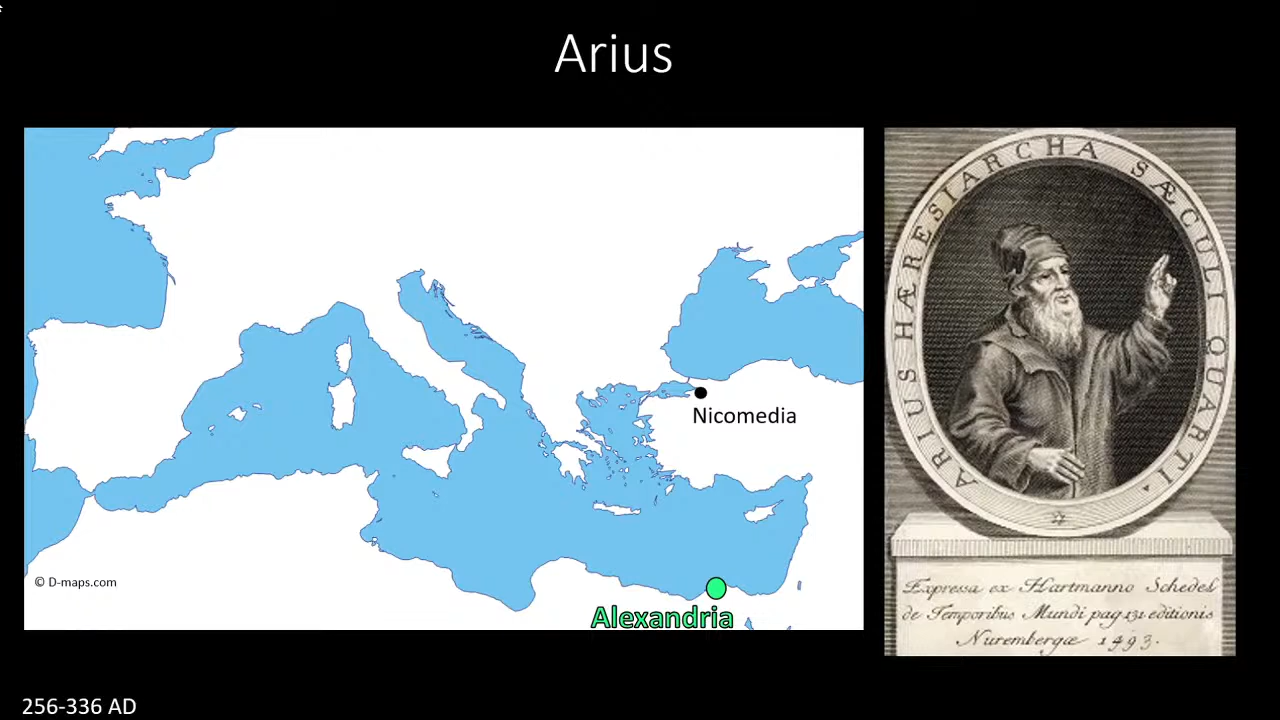 Arius
Nicomedia
© D-maps.com
Alexandria
ARIUS HÆRESIARCHA SÆCULI QUARTI.
Expressa ex Hartmanno Schedel
de Temporibus Mundi pag 131 editionis
Nurembergæ 1493.
256-336 AD